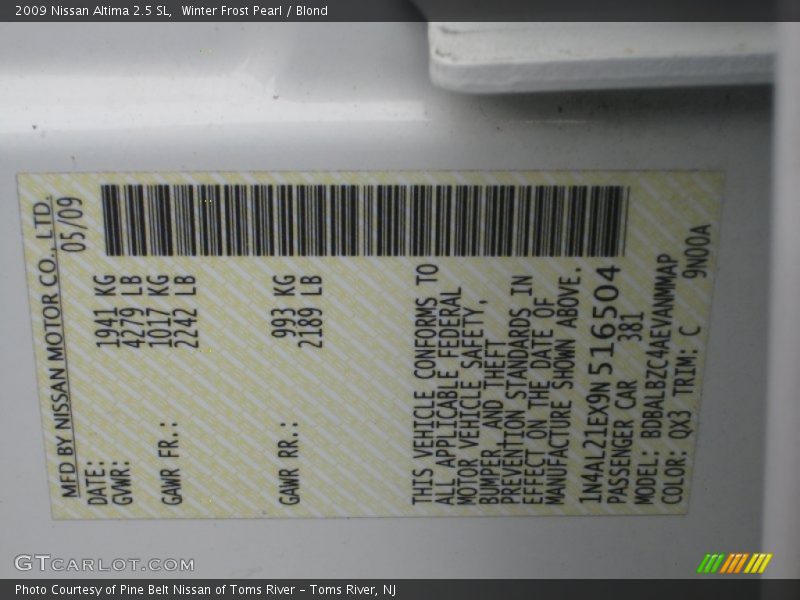 2009 Nissan Altima 2.5 SL,  Winter Frost Pearl / Blond
MFD BY NISSAN MOTOR CO., LTD.
DATE: 05/09
GVWR: 1941 KG
4279 LB
GAWR FR.: 1017 KG
2242 LB
GAWR RR.: 993 KG
2189 LB
THIS VEHICLE CONFORMS TO
ALL APPLICABLE FEDERAL
MOTOR VEHICLE SAFETY,
BUMPER, AND THEFT
PREVENTION STANDARDS IN
EFFECT ON THE DATE OF
MANUFACTURE SHOWN ABOVE.
1N4AL21EX9N516504
PASSENGER CAR 381
MODEL: BDBALBZC4AEVANMMAP
COLOR: QX3 TRIM: C 9N00A
GTCARLOT.COM
Photo Courtesy of Pine Belt Nissan of Toms River – Toms River, NJ